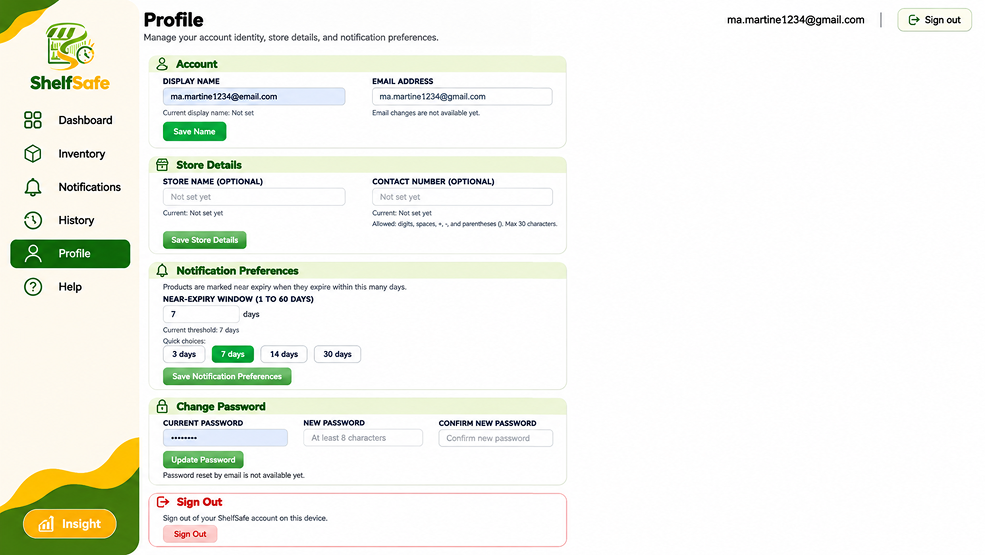 ShelfSafe
Dashboard
Inventory
Notifications
History
Profile
Help
Insight
Profile
Manage your account identity, store details, and notification preferences.
ma.martine1234@gmail.com
Sign out
Account
DISPLAY NAME
ma.martine1234@email.com
Current display name: Not set
Save Name
EMAIL ADDRESS
ma.martine1234@gmail.com
Email changes are not available yet.
Store Details
STORE NAME (OPTIONAL)
Not set yet
Current: Not set yet
CONTACT NUMBER (OPTIONAL)
Not set yet
Current: Not set yet
Allowed: digits, spaces, +, -, and parentheses (). Max 30 characters.
Save Store Details
Notification Preferences
Products are marked near expiry when they expire within this many days.
NEAR-EXPIRY WINDOW (1 TO 60 DAYS)
7 days
Current threshold: 7 days
Quick choices:
3 days 7 days 14 days 30 days
Save Notification Preferences
Change Password
CURRENT PASSWORD
••••••••
NEW PASSWORD
At least 8 characters
CONFIRM NEW PASSWORD
Confirm new password
Update Password
Password reset by email is not available yet.
Sign Out
Sign out of your ShelfSafe account on this device.
Sign Out